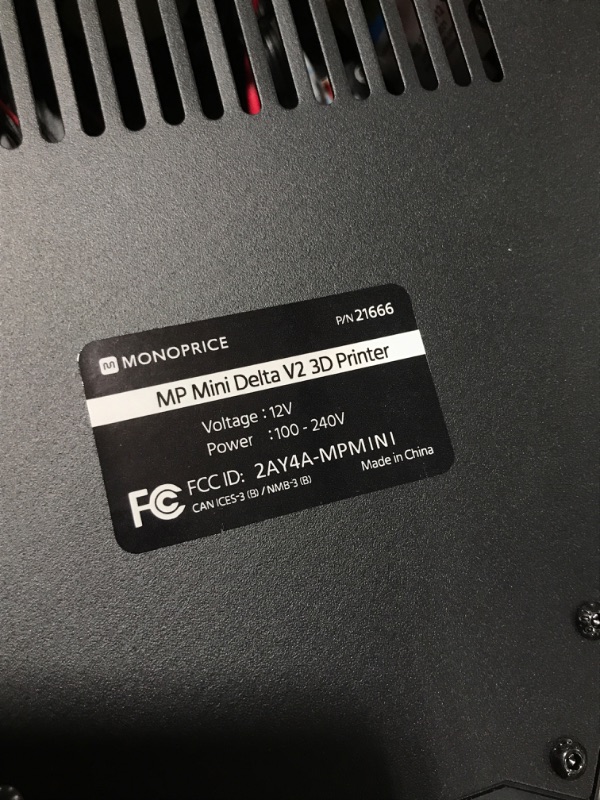 P/N 21666
MONOPRICE
MP Mini Delta V2 3D Printer
Voltage : 12V
Power : 100 - 240V
FC FCC ID: 2AY4A-MPMINI
CAN ICES-3 (B) / NMB-3 (B)
Made in China